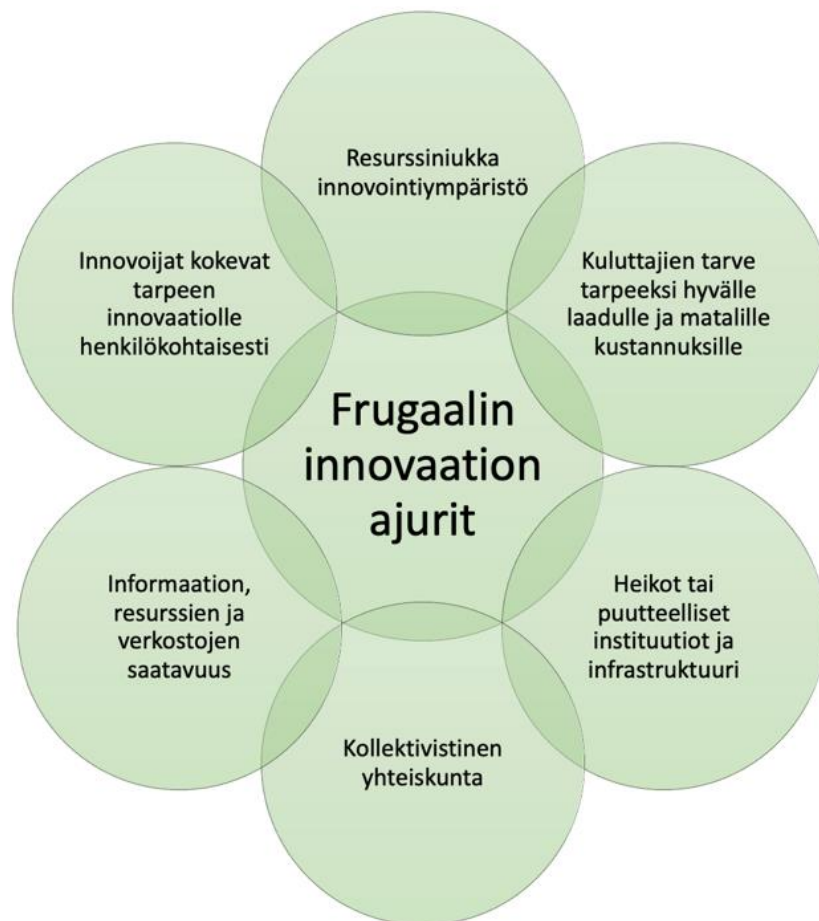 Resurssiniukka
innovointiympäristö
Kuluttajien tarve
tarpeeksi hyvälle
laadulle ja matalille
kustannuksille
Heikot tai
puutteelliset
instituutiot ja
infrastruktuuri
Kollektivistinen
yhteiskunta
Informaation,
resurssien ja
verkostojen
saatavuus
Innovoijat kokevat
tarpeen
innovaatiolle
henkilökohtaisesti
Frugaalin
innovaation
ajurit